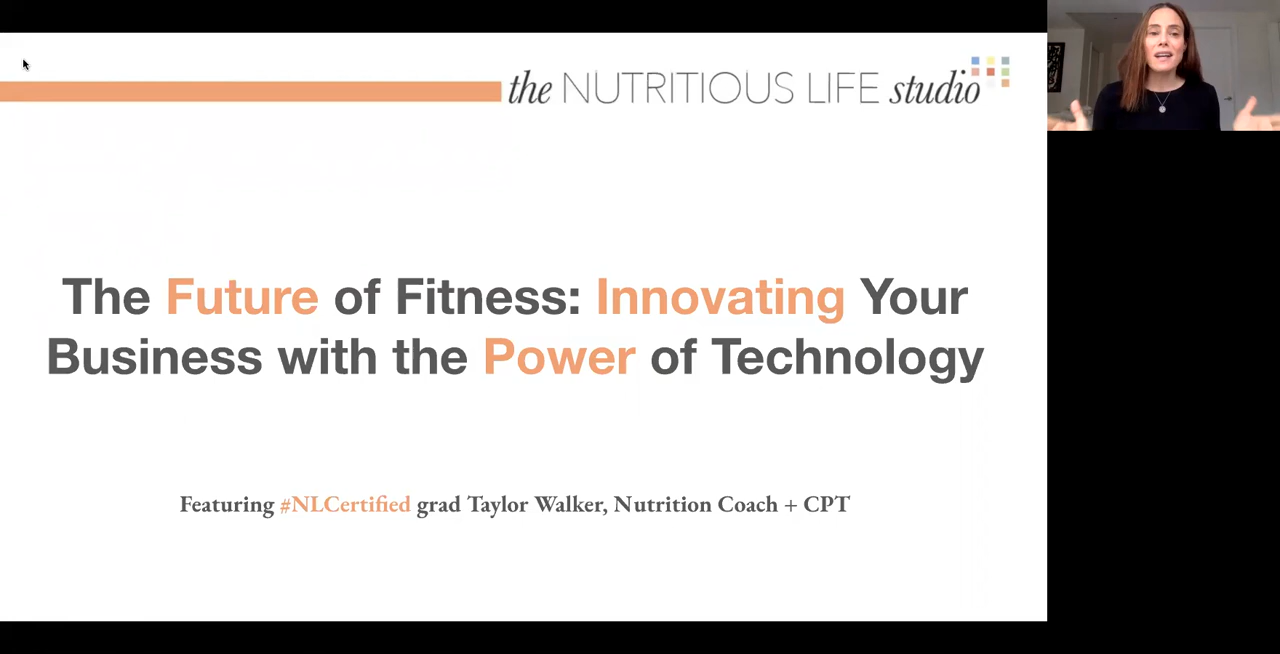 the NUTRITIOUS LIFE studio
The Future of Fitness: Innovating Your
Business with the Power of Technology
Featuring #NLCertified grad Taylor Walker, Nutrition Coach + CPT